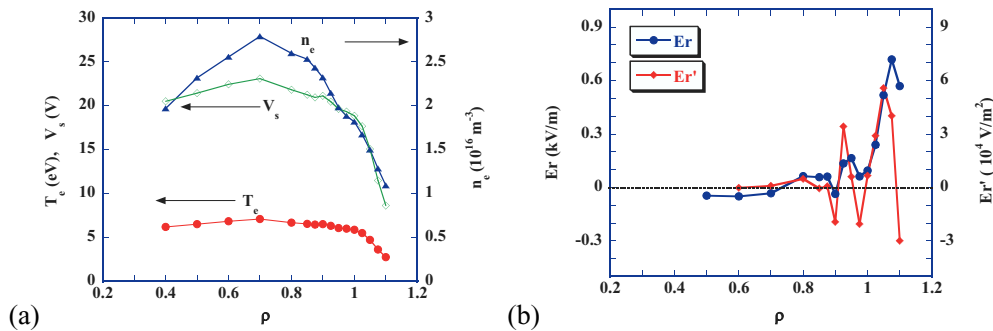 (a)
T_e (eV), V_s (V)
30
25
20
15
10
5
0
n_e
V_s
T_e
3
2.5
2
1.5
1
0.5
0
n_e (10^16 m^-3)
0.2 0.4 0.6 0.8 1 1.2
ρ
(b)
Er (kV/m)
0.9
0.6
0.3
0
-0.3
Er
Er'
9
6
3
0
-3
Er' (10^4 V/m^2)
0.2 0.4 0.6 0.8 1 1.2
ρ